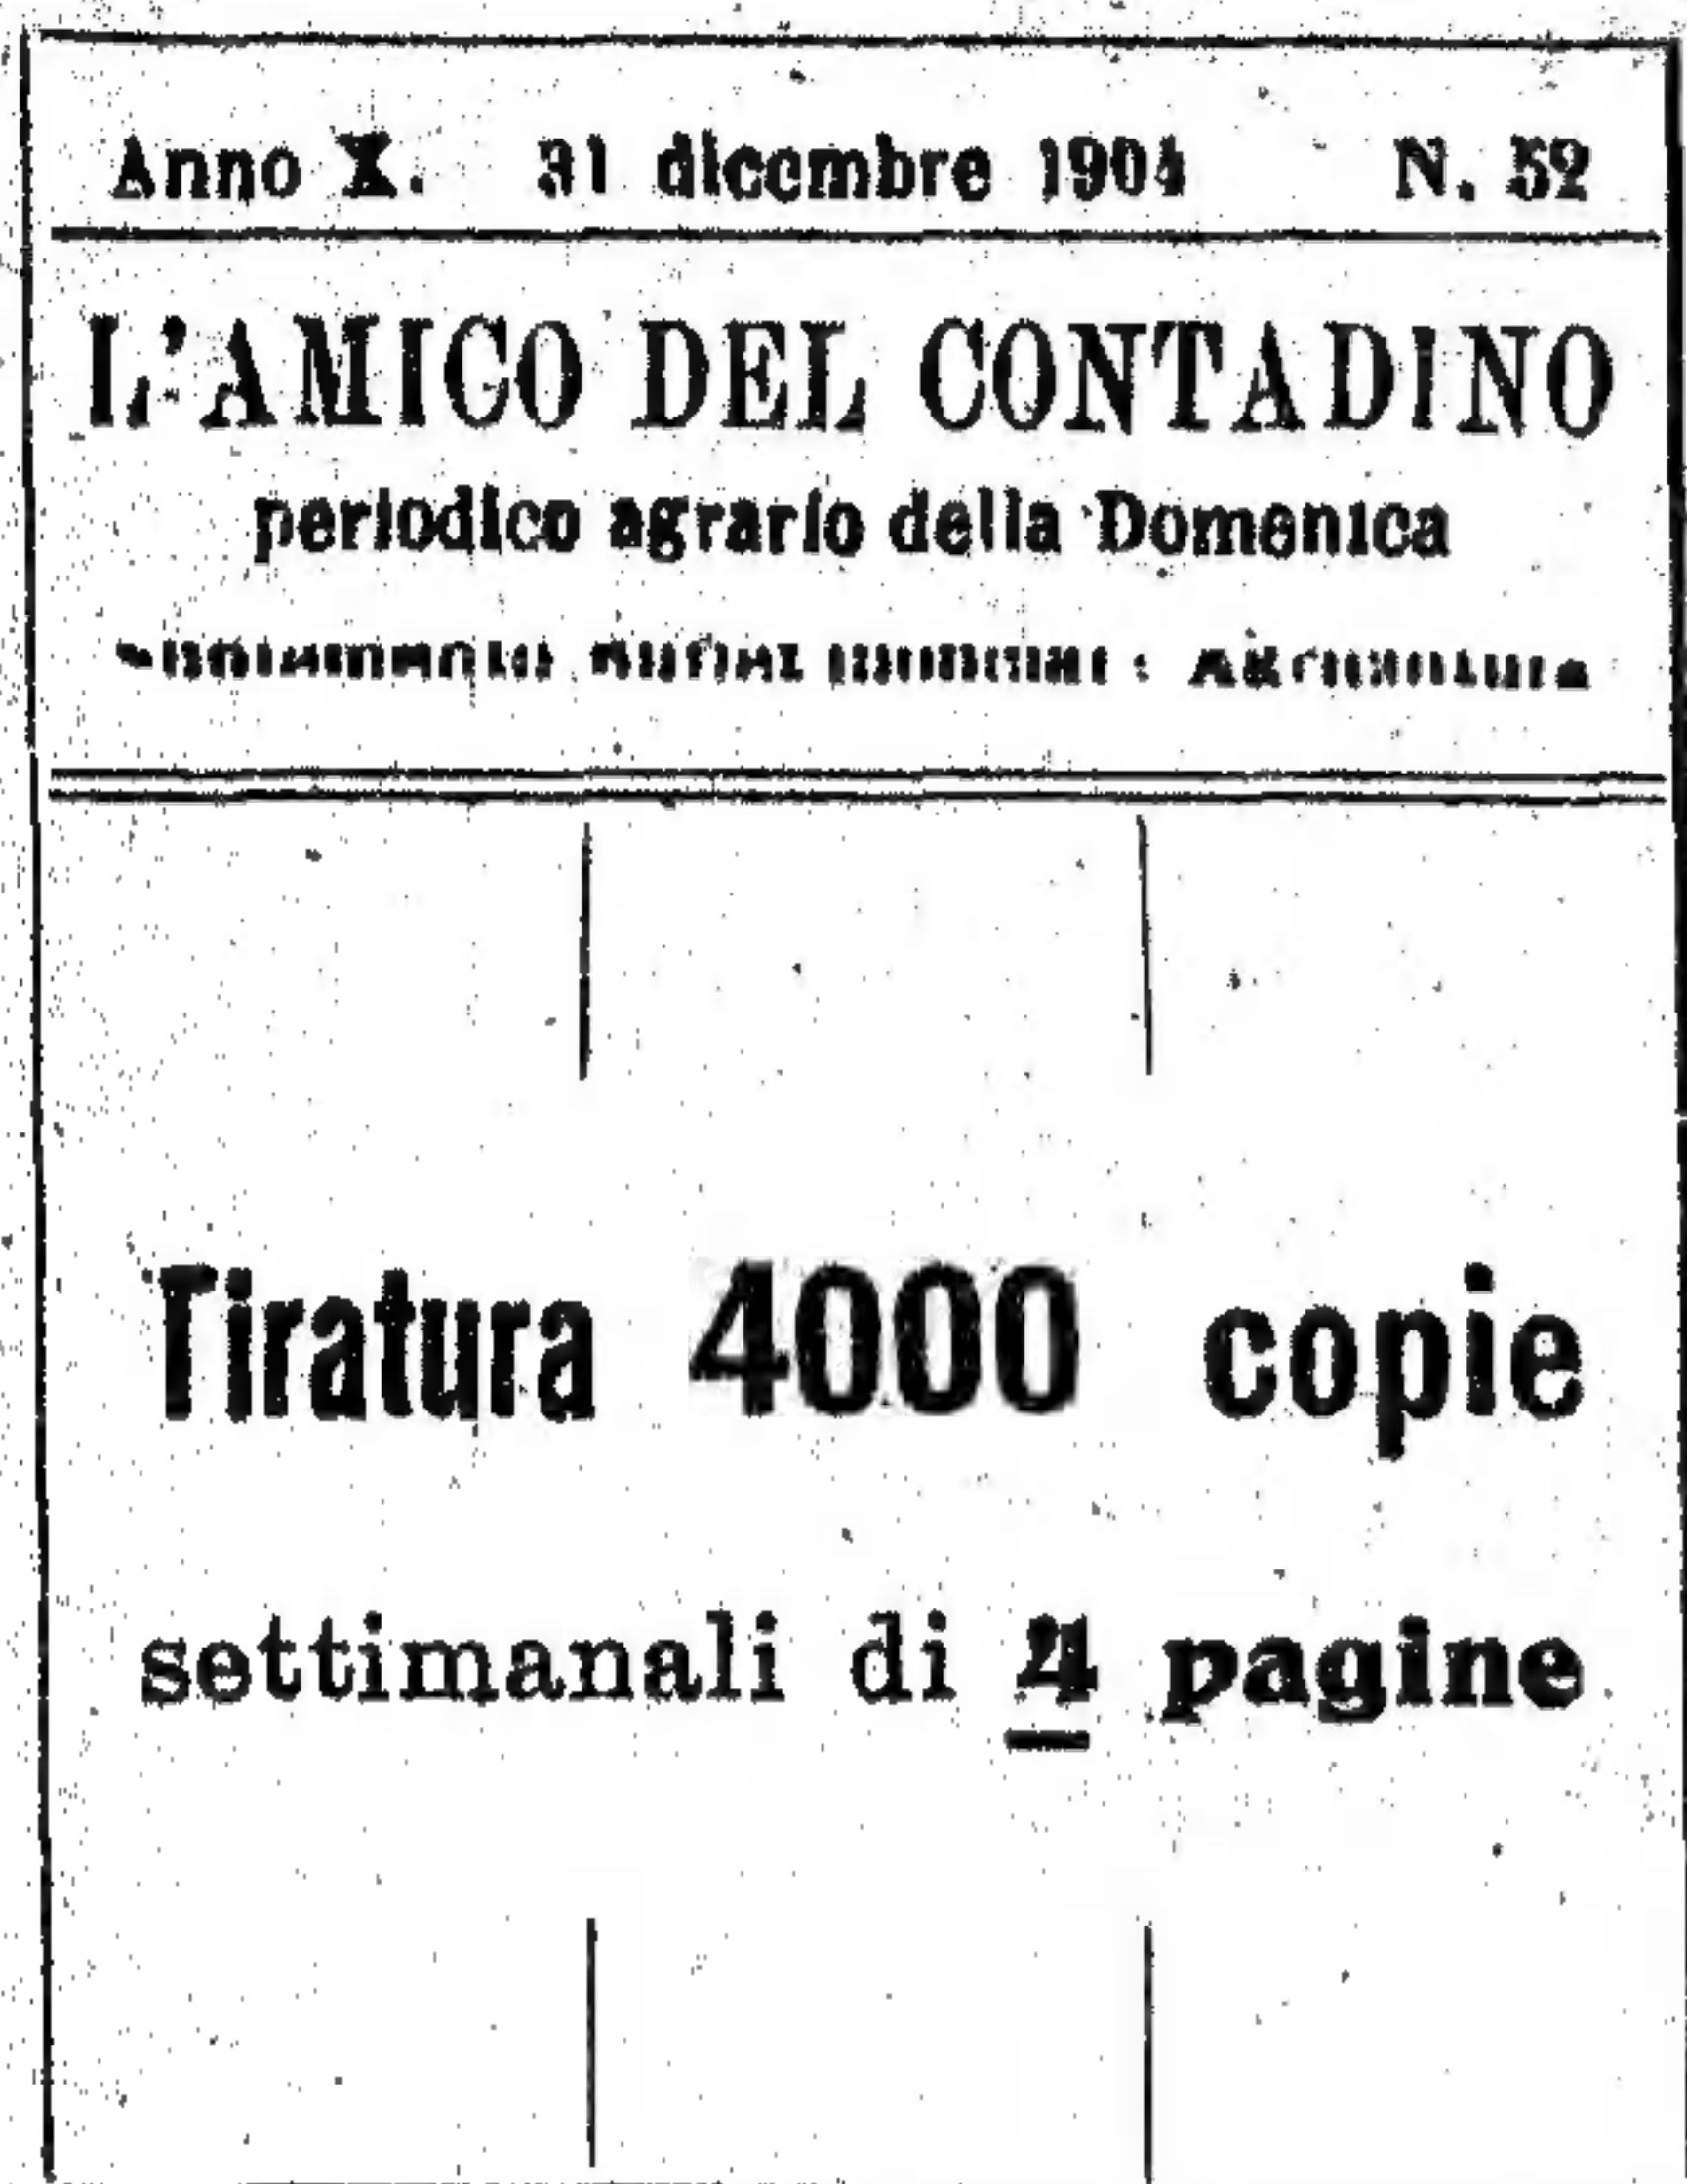 Anno X. 31 dicembre 1904 N. 52
L'AMICO DEL CONTADINO
periodico agrario della Domenica
Tiratura 4000 copie
settimanali di 4 pagine